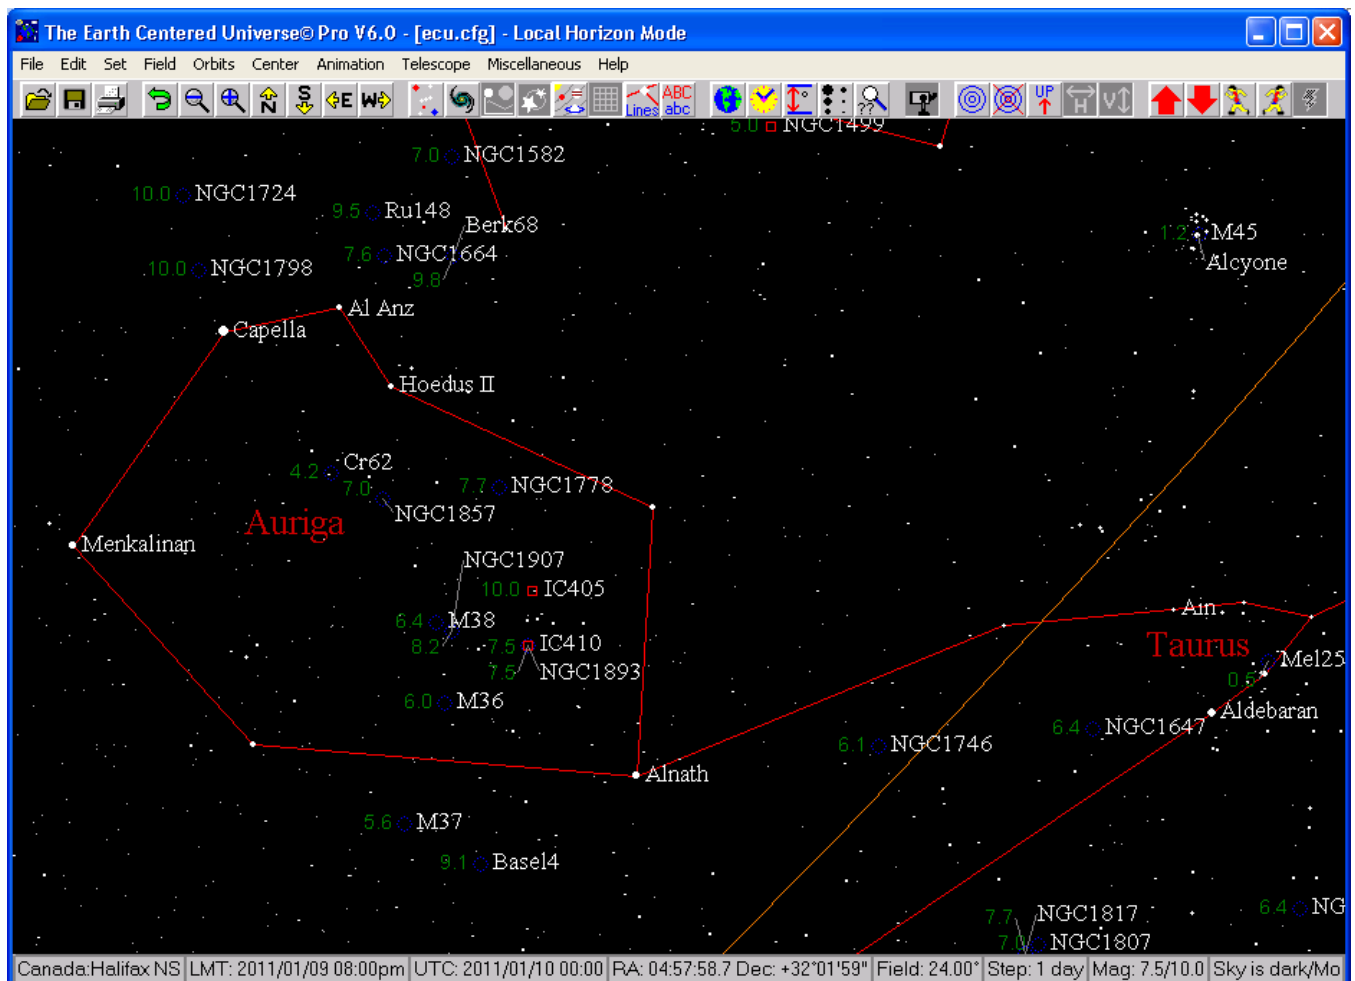 The Earth Centered Universe© Pro V6.0 - [ecu.cfg] - Local Horizon Mode
File Edit Set Field Orbits Center Animation Telescope Miscellaneous Help
N S E W Lines ABC abc ?? UP H V
5.0 NGC1499
7.0 NGC1582
10.0 NGC1724
9.5 Ru148
Berk68
1.2 M45
7.6 NGC1664
Alcyone
10.0 NGC1798
9.8
Al Anz
Capella
Hoedus II
Cr62
4.2
7.0
7.7 NGC1778
NGC1857
Auriga
Menkalinan
NGC1907
10.0 IC405
Ain
6.4 M38
8.2
7.5 IC410
Taurus
Mel25
7.5 NGC1893
0.5
6.0 M36
Aldebaran
6.4 NGC1647
6.1 NGC1746
Alnath
5.6 M37
9.1 Basel4
6.4 NG
7.7 NGC1817
7.0 NGC1807
Canada:Halifax NS LMT: 2011/01/09 08:00pm UTC: 2011/01/10 00:00 RA: 04:57:58.7 Dec: +32°01'59" Field: 24.00° Step: 1 day Mag: 7.5/10.0 Sky is dark/Mo